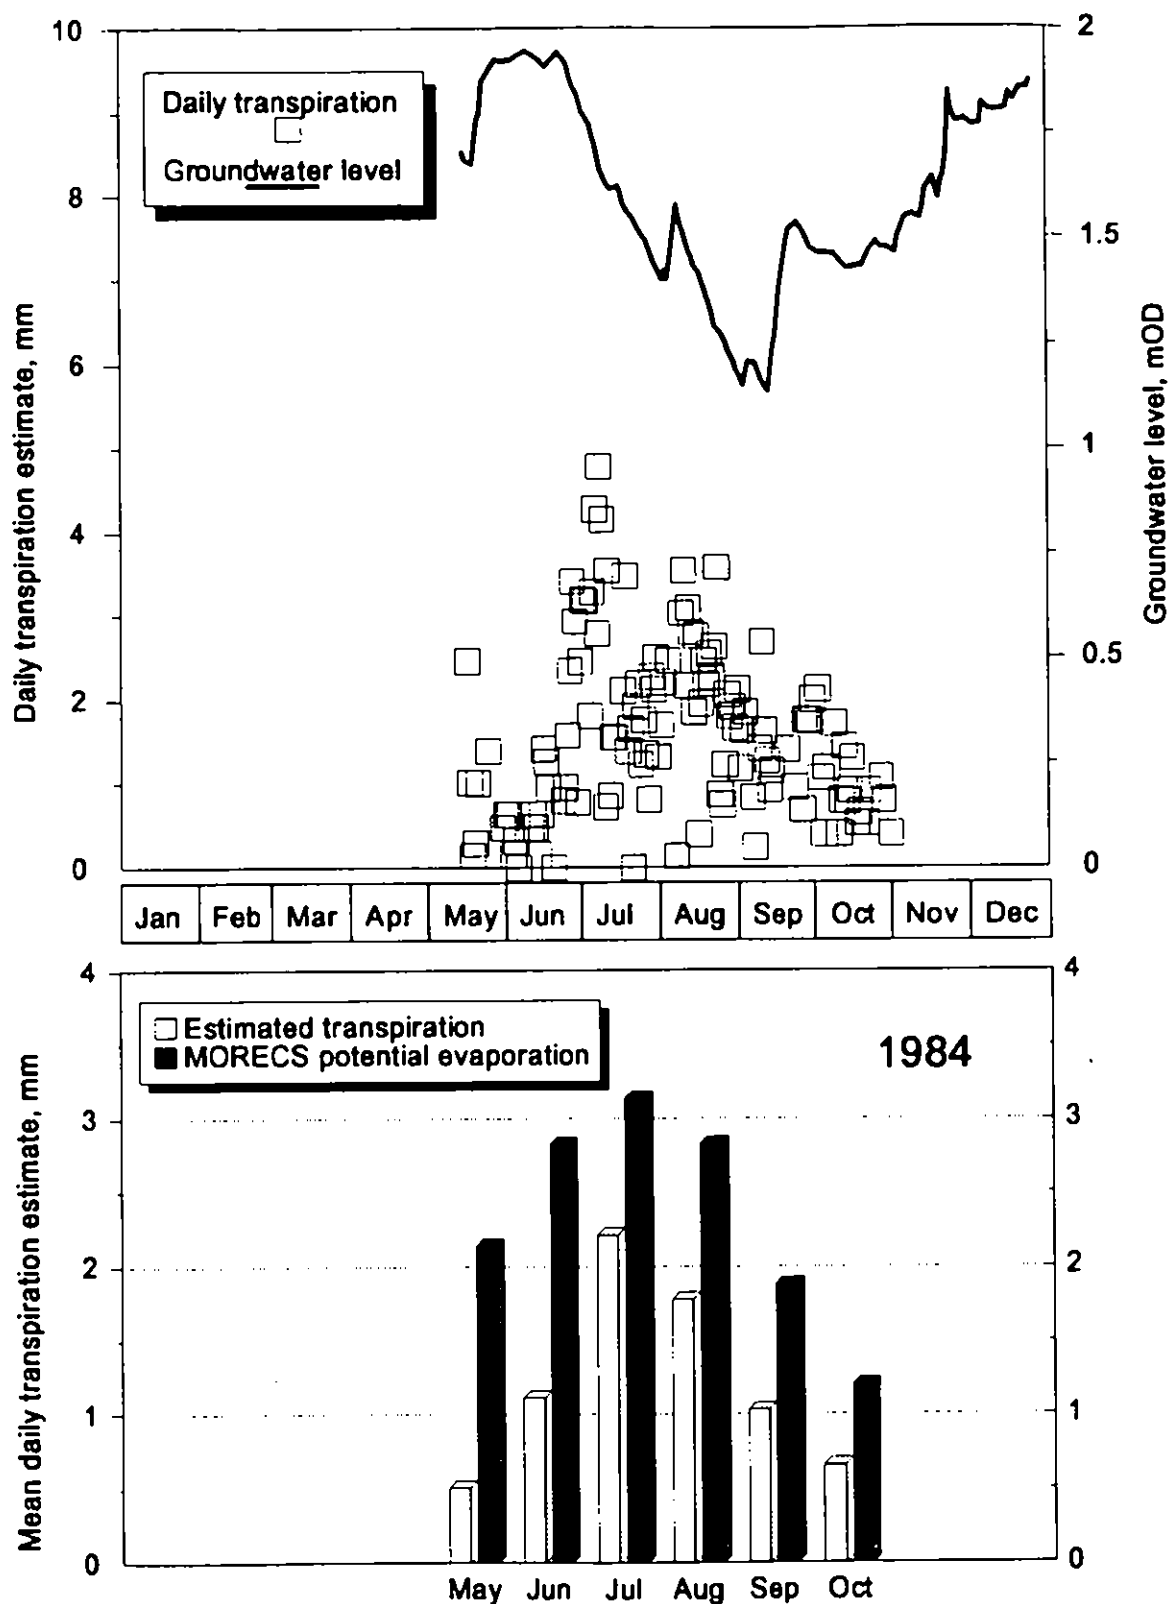 10
8
6
4
2
0
Daily transpiration estimate, mm
Daily transpiration
Groundwater level
2
1.5
1
0.5
0
Groundwater level, mOD
Jan Feb Mar Apr May Jun Jul Aug Sep Oct Nov Dec
4
3
2
1
0
Mean daily transpiration estimate, mm
Estimated transpiration
MORECS potential evaporation
1984
4
3
2
1
0
May Jun Jul Aug Sep Oct